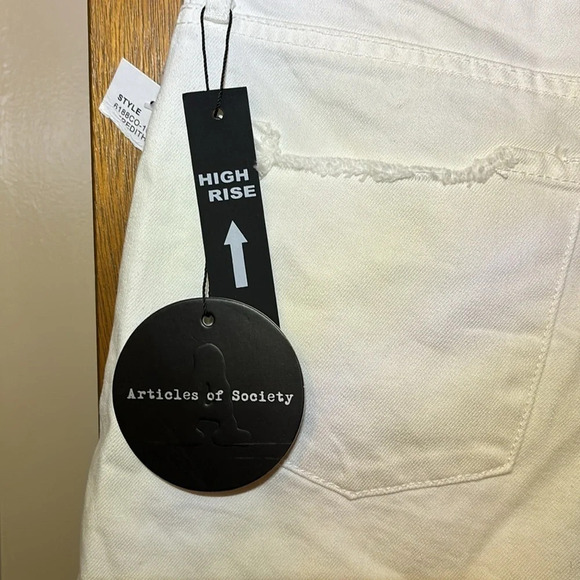 STYLE
HIGH
RISE
Articles of Society